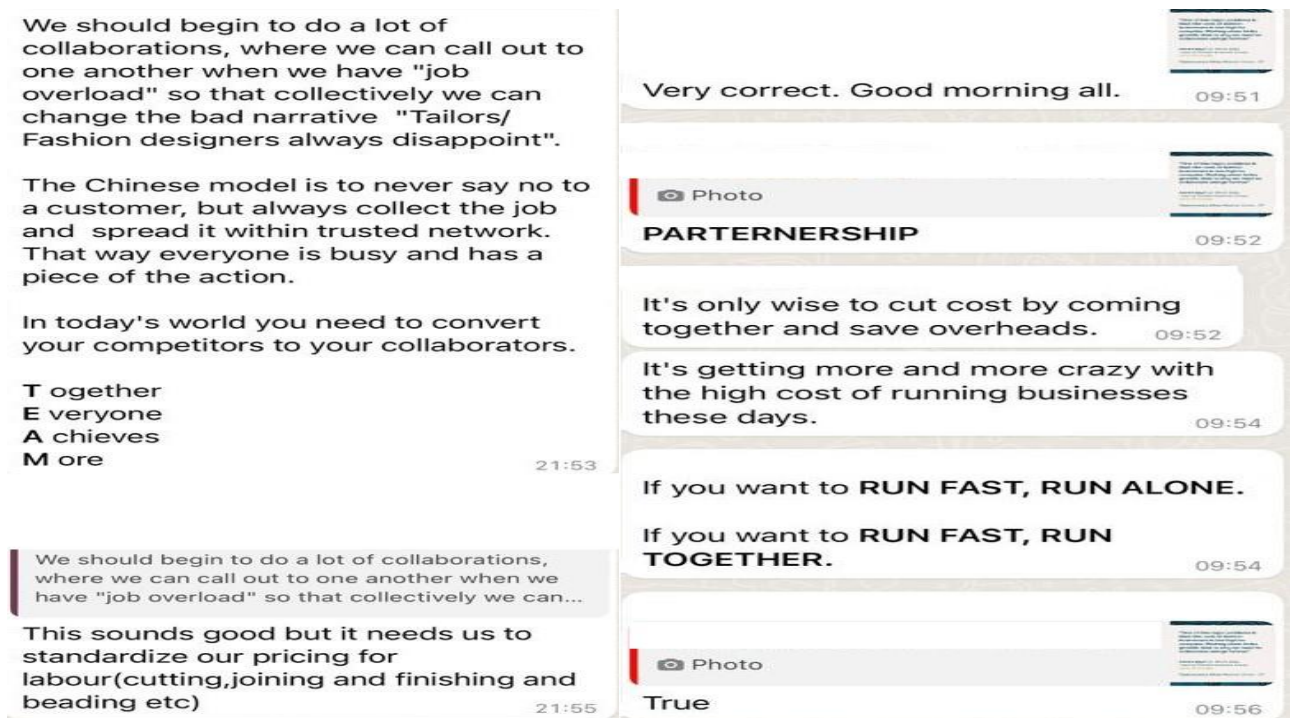 We should begin to do a lot of
collaborations, where we can call out to
one another when we have "job
overload" so that collectively we can
change the bad narrative "Tailors/
Fashion designers always disappoint".
The Chinese model is to never say no to
a customer, but always collect the job
and spread it within trusted network.
That way everyone is busy and has a
piece of the action.
In today's world you need to convert
your competitors to your collaborators.
T ogether
E veryone
A chieves
M ore
21:53
We should begin to do a lot of collaborations,
where we can call out to one another when we
have "job overload" so that collectively we can...
This sounds good but it needs us to
standardize our pricing for
labour(cutting,joining and finishing and
beading etc)
21:55
Very correct. Good morning all.
09:51
Photo
PARTERNERSHIP
09:52
It's only wise to cut cost by coming
together and save overheads.
09:52
It's getting more and more crazy with
the high cost of running businesses
these days.
09:54
If you want to RUN FAST, RUN ALONE.
If you want to RUN FAST, RUN
TOGETHER.
09:54
Photo
True
09:56